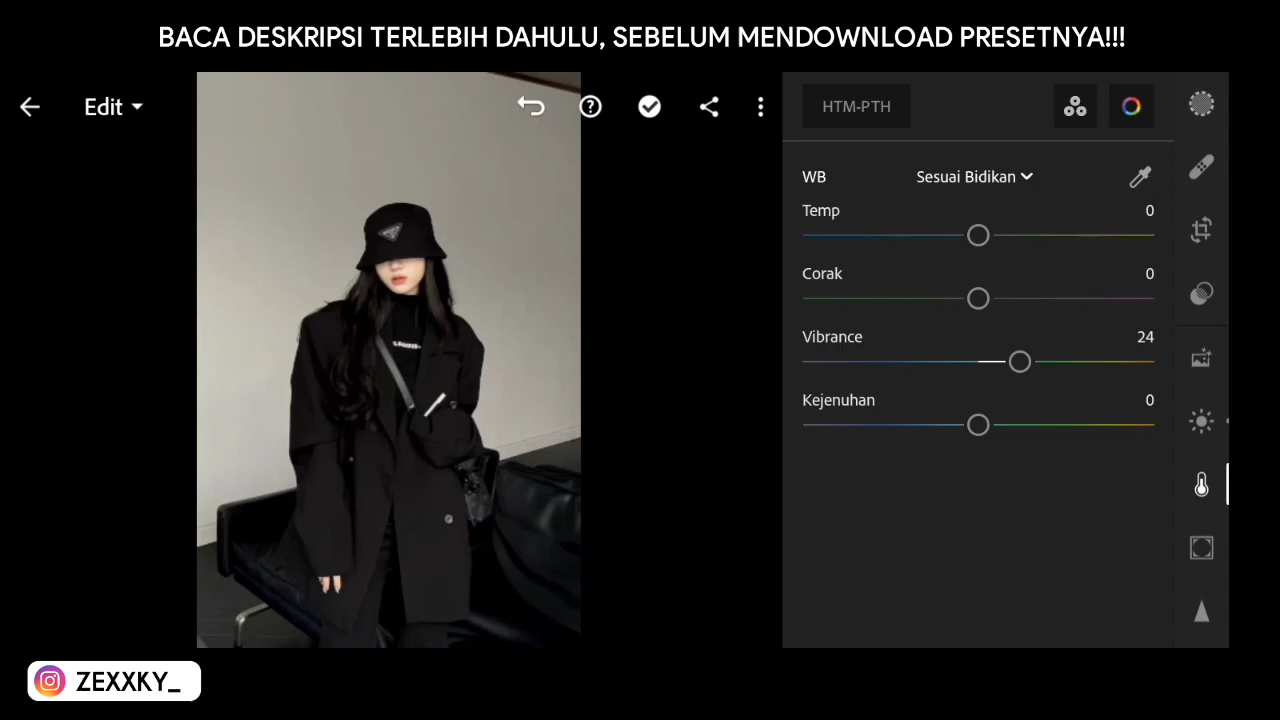 BACA DESKRIPSI TERLEBIH DAHULU, SEBELUM MENDOWNLOAD PRESETNYA!!!
Edit
HTM-PTH
WB
Sesuai Bidikan
Temp
0
Corak
0
Vibrance
24
Kejenuhan
0
ZEXXKY_